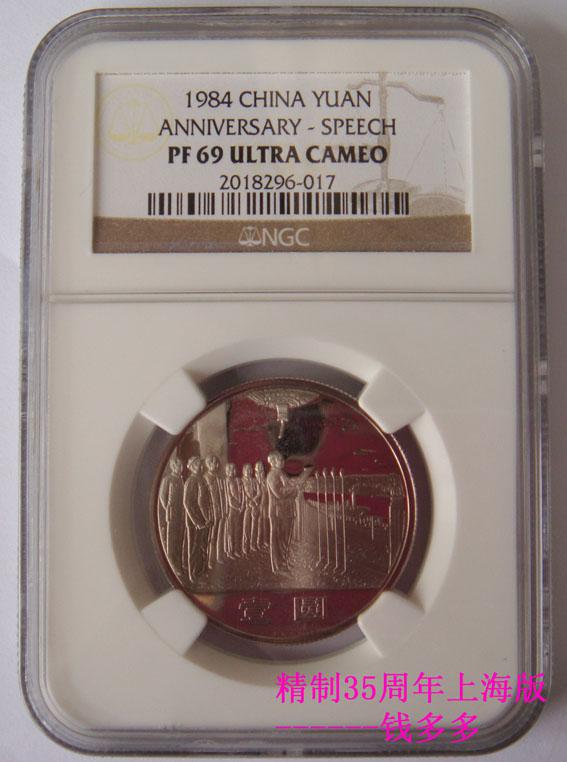 1984 CHINA YUAN
ANNIVERSARY - SPEECH
PF 69 ULTRA CAMEO
2018296-017
NGC
壹 圆
精制35周年上海版
------钱多多